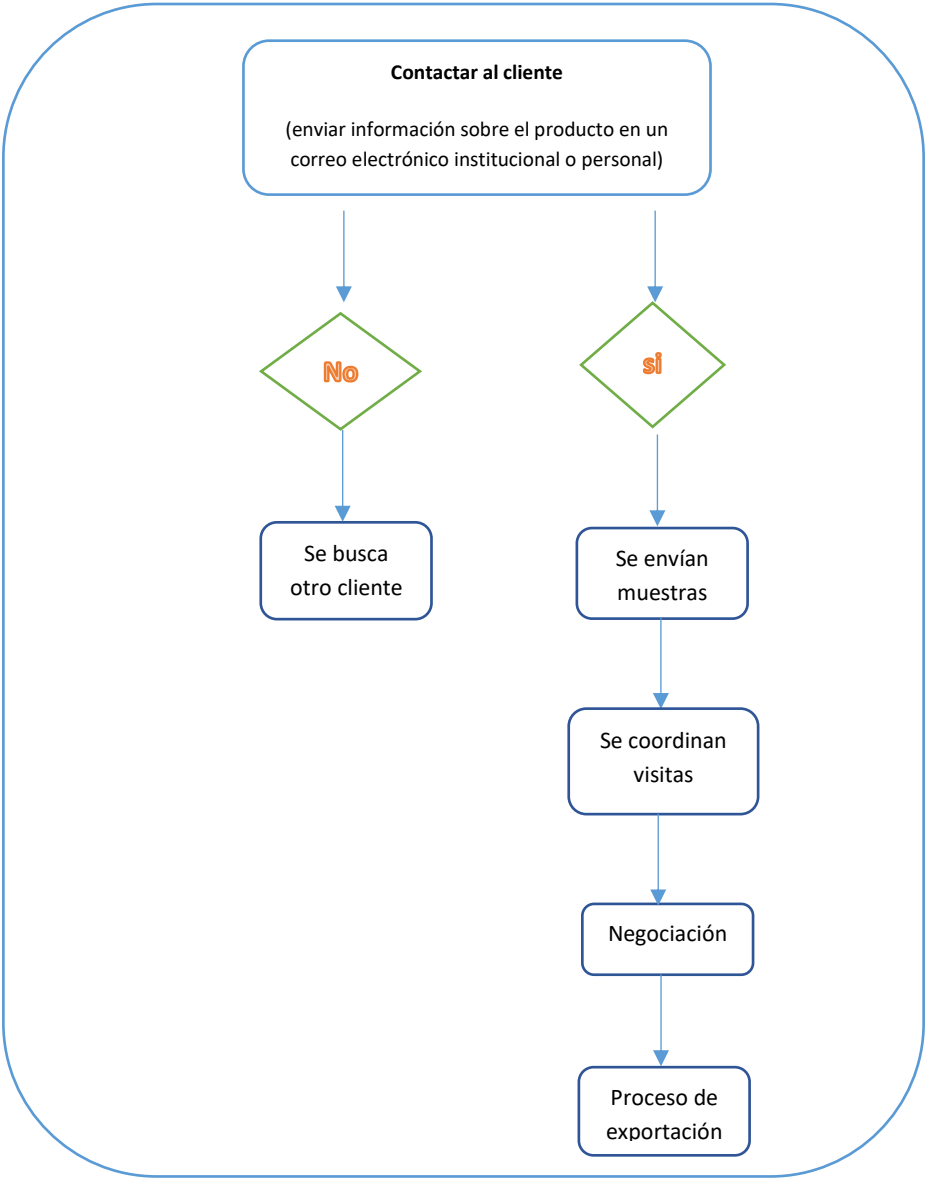 Contactar al cliente
(enviar información sobre el producto en un
correo electrónico institucional o personal)
No
si
Se busca
otro cliente
Se envían
muestras
Se coordinan
visitas
Negociación
Proceso de
exportación